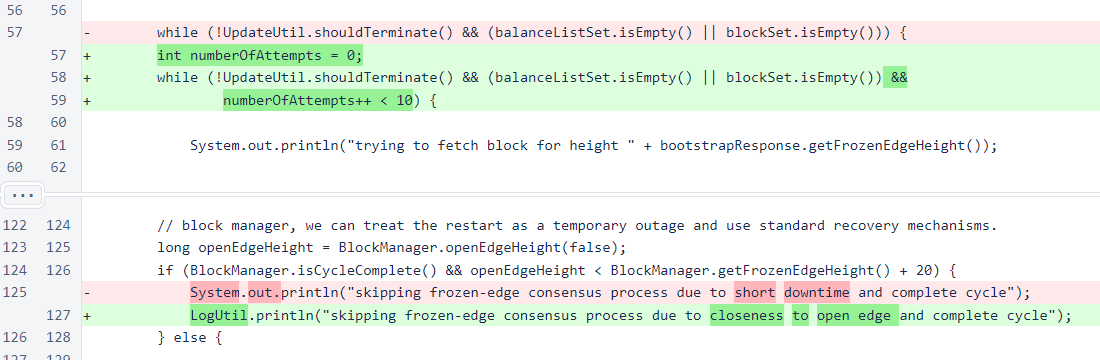 56 56
57 - while (!UpdateUtil.shouldTerminate() && (balanceListSet.isEmpty() || blockSet.isEmpty())) {
57 + int numberOfAttempts = 0;
58 + while (!UpdateUtil.shouldTerminate() && (balanceListSet.isEmpty() || blockSet.isEmpty()) &&
59 + numberOfAttempts++ < 10) {
58 60
59 61 System.out.println("trying to fetch block for height " + bootstrapResponse.getFrozenEdgeHeight());
60 62
...
122 124 // block manager, we can treat the restart as a temporary outage and use standard recovery mechanisms.
123 125 long openEdgeHeight = BlockManager.openEdgeHeight(false);
124 126 if (BlockManager.isCycleComplete() && openEdgeHeight < BlockManager.getFrozenEdgeHeight() + 20) {
125 - System.out.println("skipping frozen-edge consensus process due to short downtime and complete cycle");
127 + LogUtil.println("skipping frozen-edge consensus process due to closeness to open edge and complete cycle");
126 128 } else {
127 129